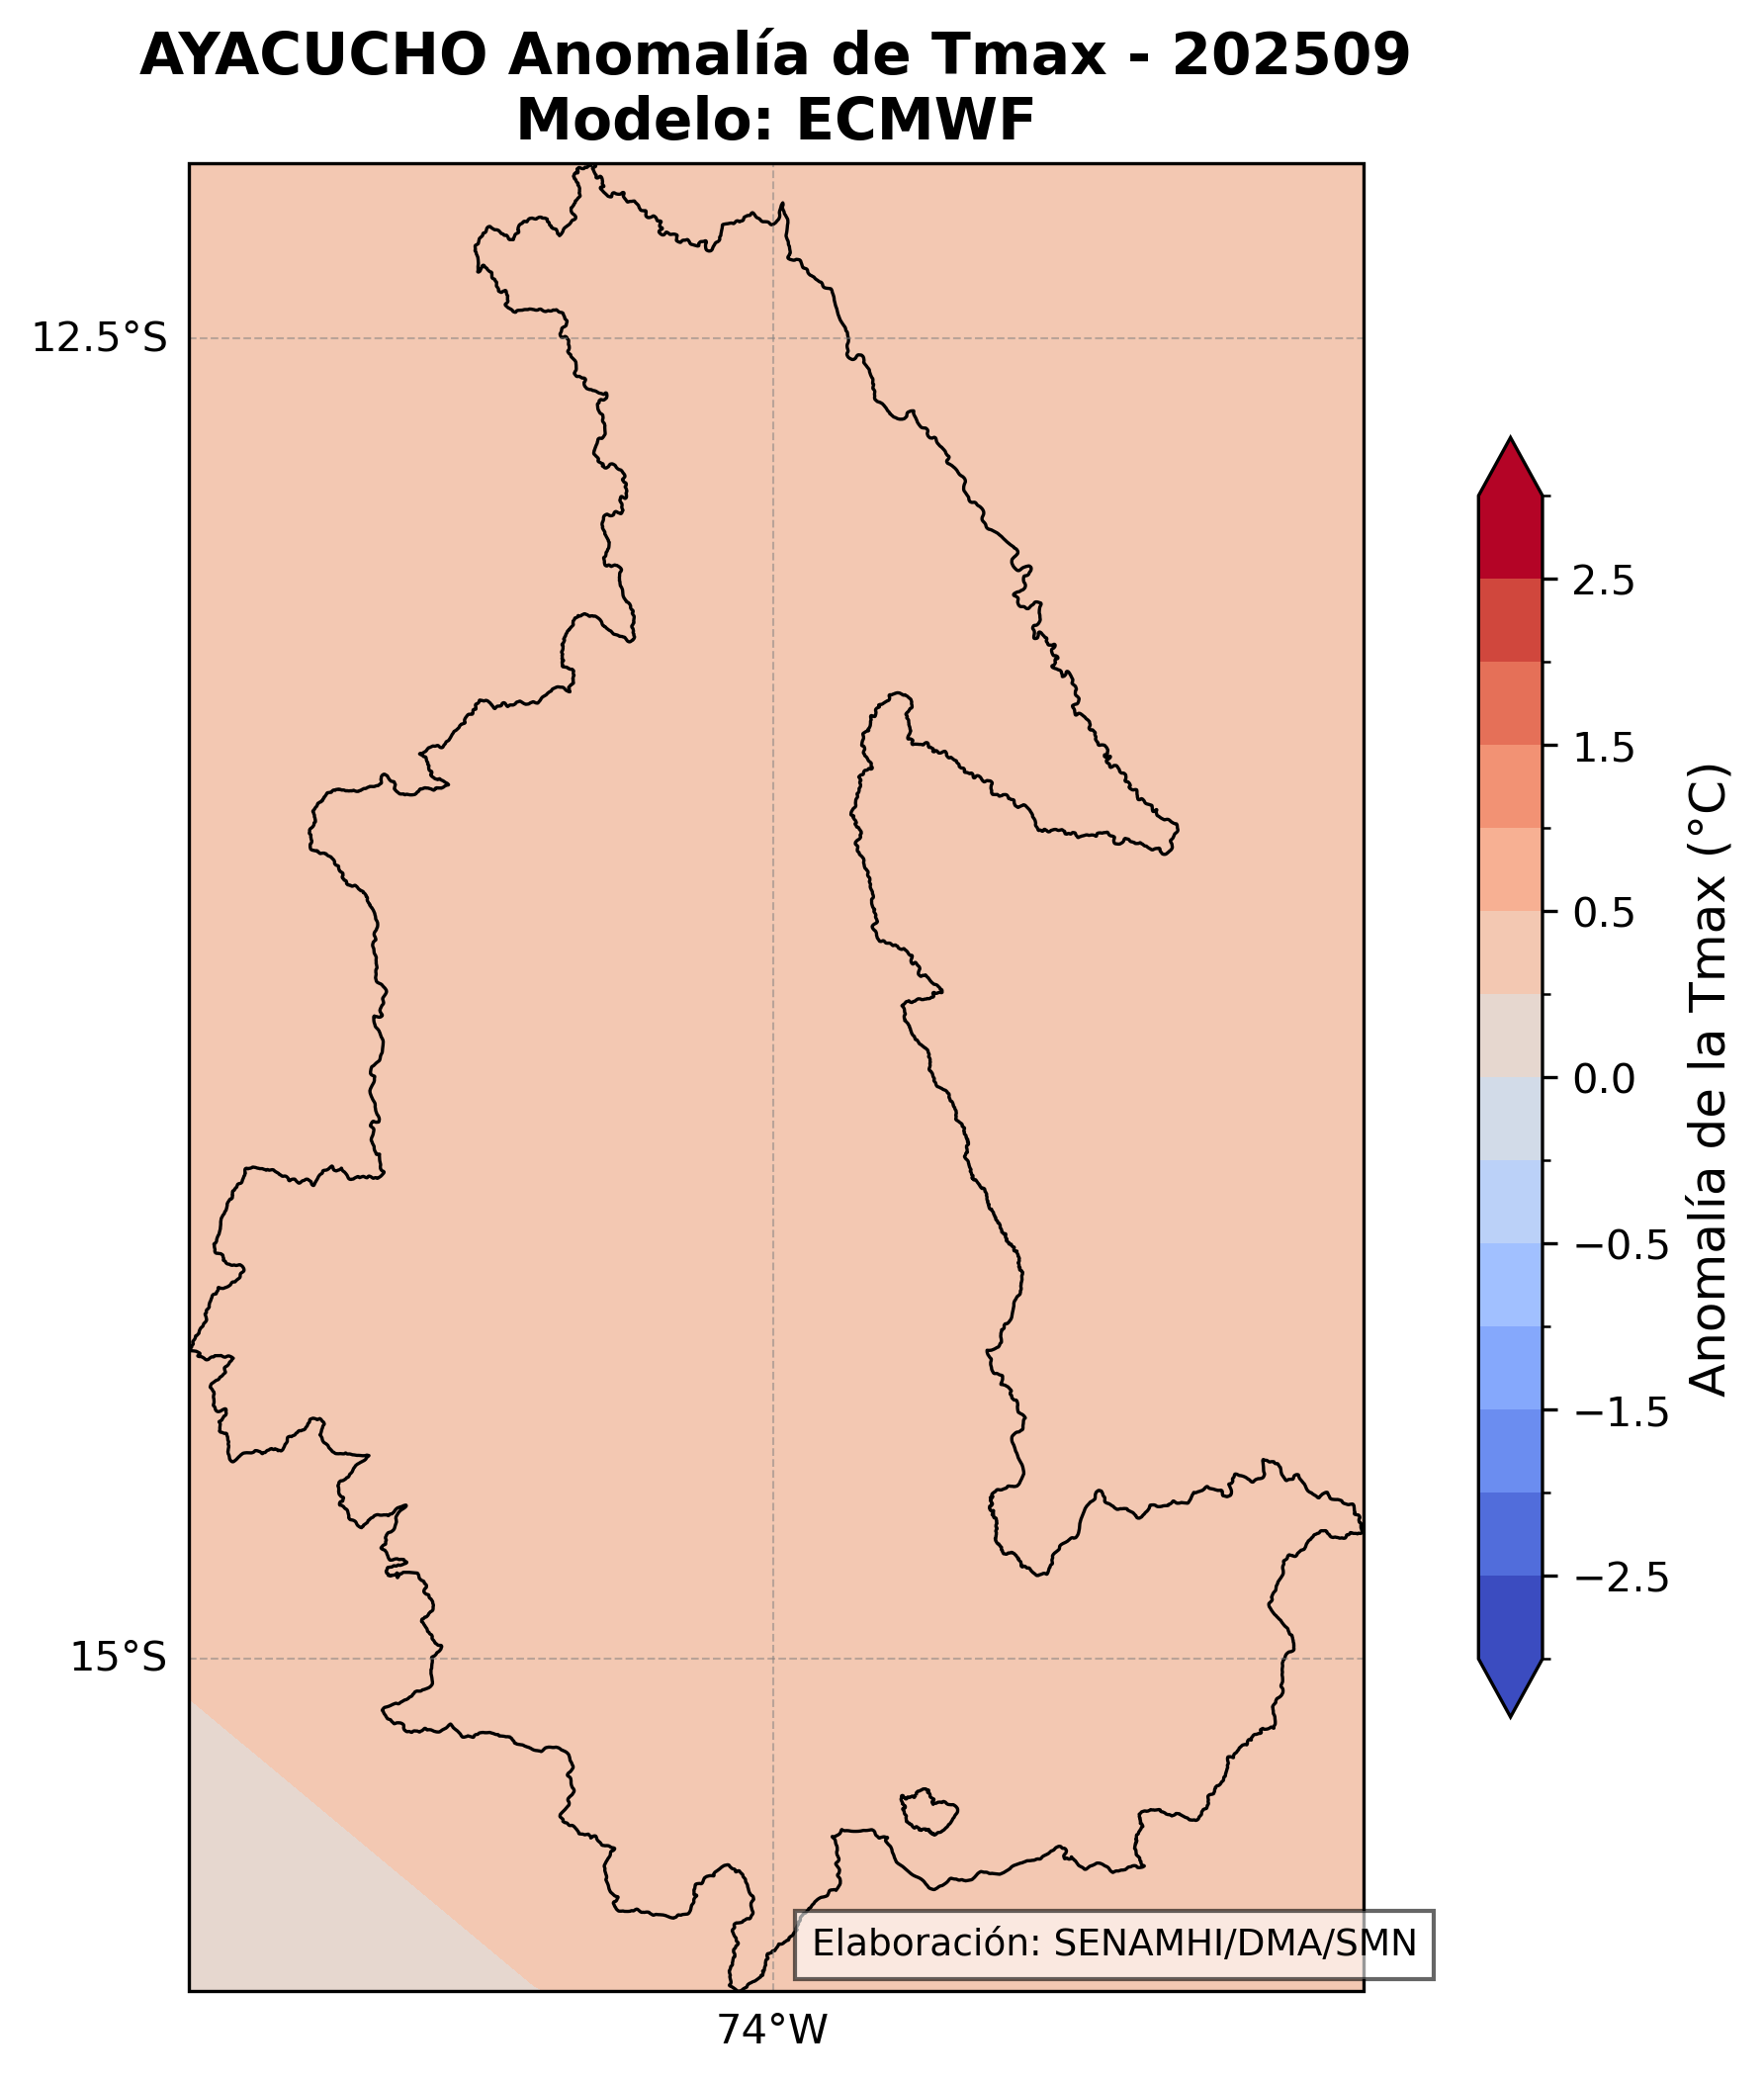 AYACUCHO Anomalía de Tmax - 202509
Modelo: ECMWF
12.5°S
15°S
74°W
2.5
1.5
0.5
0.0
−0.5
−1.5
−2.5
Anomalía de la Tmax (°C)
Elaboración: SENAMHI/DMA/SMN